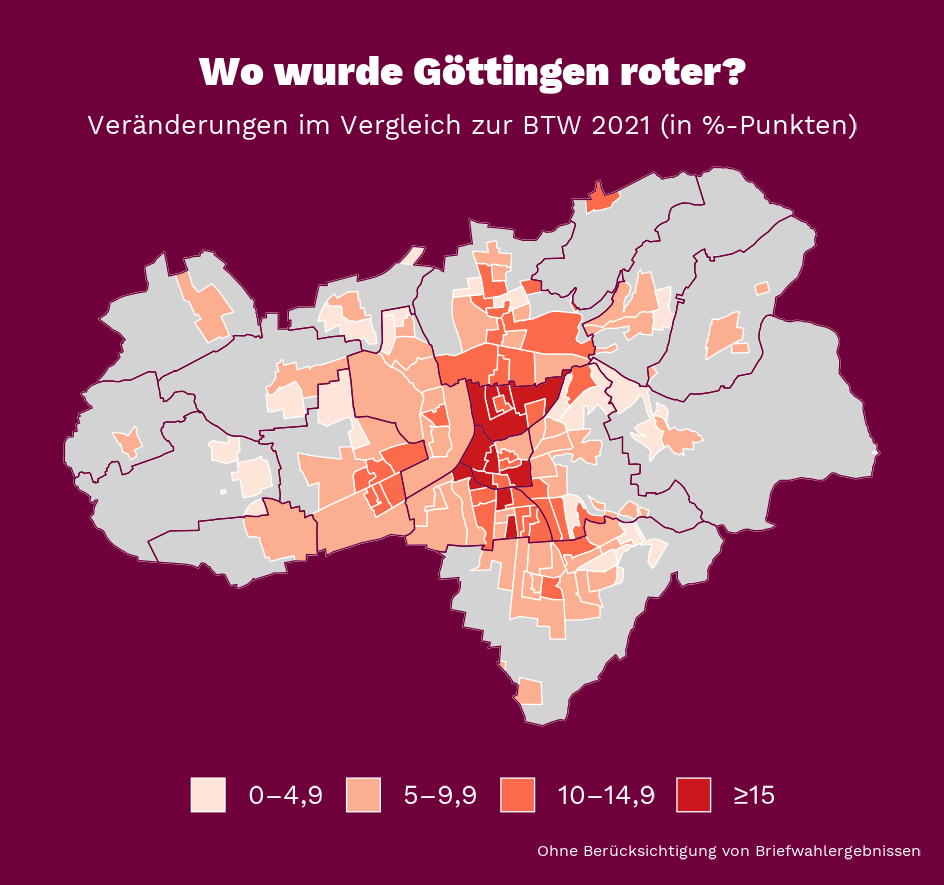 Wo wurde Göttingen roter?
Veränderungen im Vergleich zur BTW 2021 (in %-Punkten)
0–4,9 5–9,9 10–14,9 ≥15
Ohne Berücksichtigung von Briefwahlergebnissen